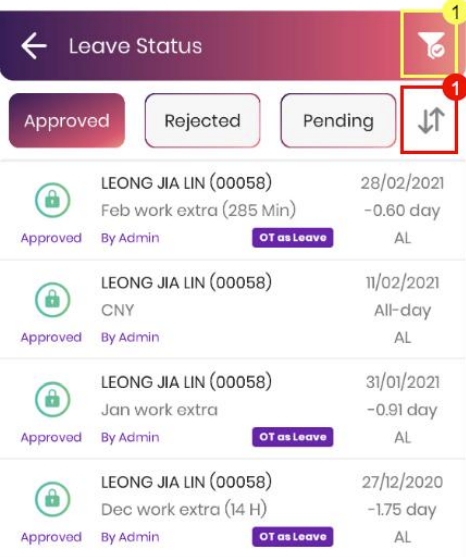 1
Leave Status
1
Approved Rejected Pending
LEONG JIA LIN (00058) 28/02/2021
Feb work extra (285 Min) -0.60 day
Approved By Admin OT as Leave AL
LEONG JIA LIN (00058) 11/02/2021
CNY All-day
Approved By Admin AL
LEONG JIA LIN (00058) 31/01/2021
Jan work extra -0.91 day
Approved By Admin OT as Leave AL
LEONG JIA LIN (00058) 27/12/2020
Dec work extra (14 H) -1.75 day
Approved By Admin OT as Leave AL